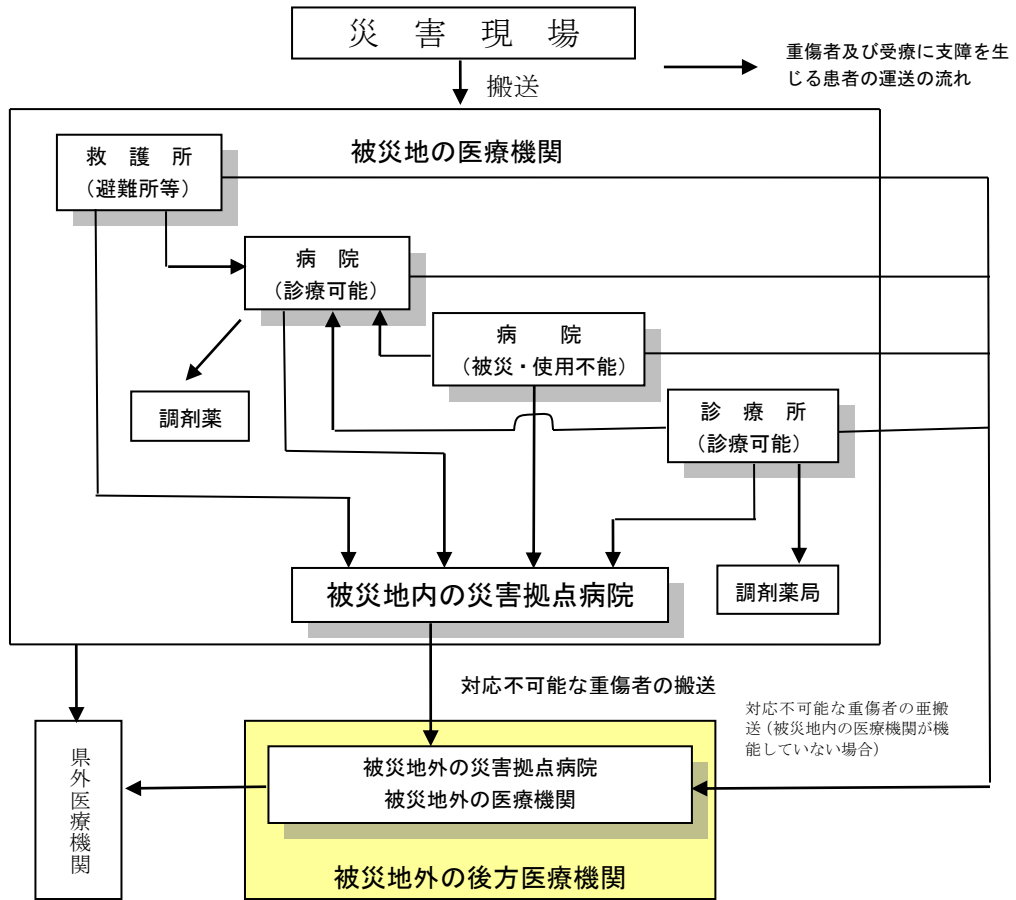 災害現場
重傷者及び受療に支障を生
じる患者の運送の流れ
搬送
被災地の医療機関
救護所
（避難所等）
病院
（診療可能）
病院
（被災・使用不能）
調剤薬
診療所
（診療可能）
被災地内の災害拠点病院
調剤薬局
対応不可能な重傷者の搬送
対応不可能な重傷者の亜搬
送（被災地内の医療機関が機
能していない場合）
県外医療機関
被災地外の災害拠点病院
被災地外の医療機関
被災地外の後方医療機関